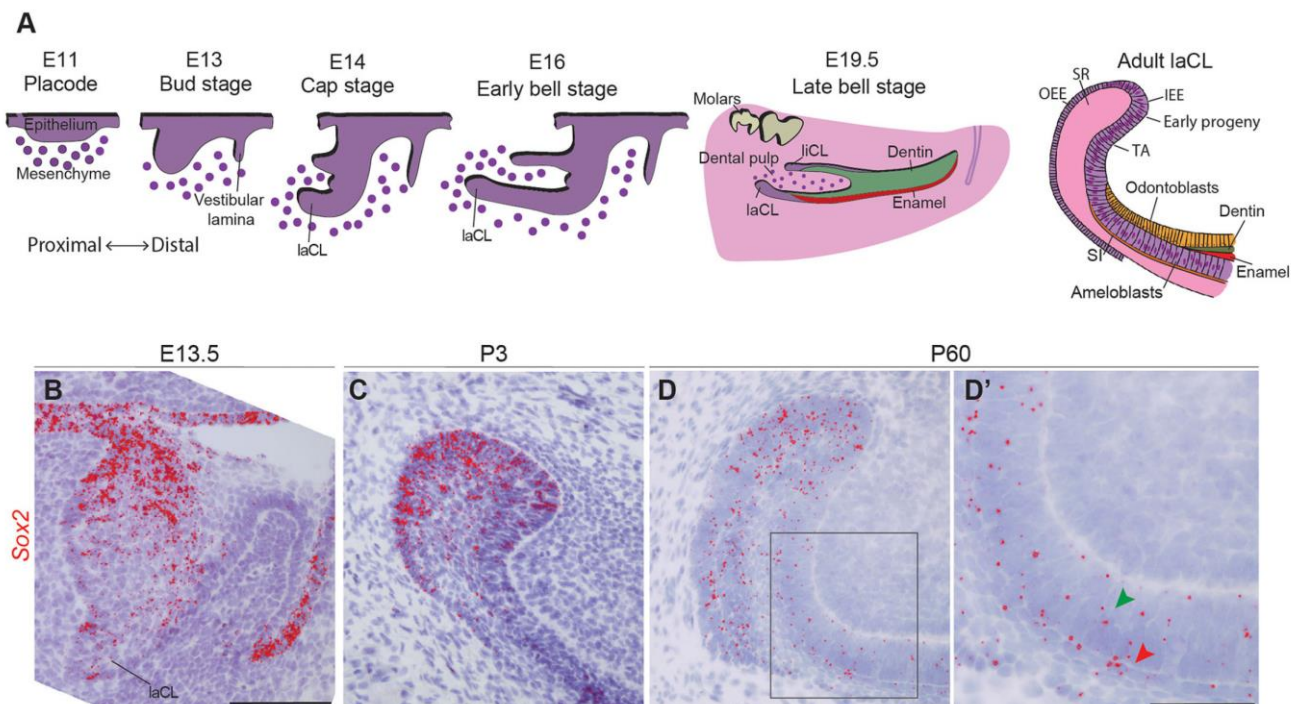 A
E11
Placode
Epithelium
Mesenchyme
E13
Bud stage
Vestibular
lamina
E14
Cap stage
laCL
E16
Early bell stage
laCL
Proximal ⟷ Distal
E19.5
Late bell stage
Molars
liCL
Dental pulp
Dentin
laCL
Enamel
Adult laCL
SR
OEE
IEE
Early progeny
TA
Odontoblasts
Dentin
SI
Enamel
Ameloblasts
E13.5
P3
P60
B
C
D
D'
Sox2
laCL